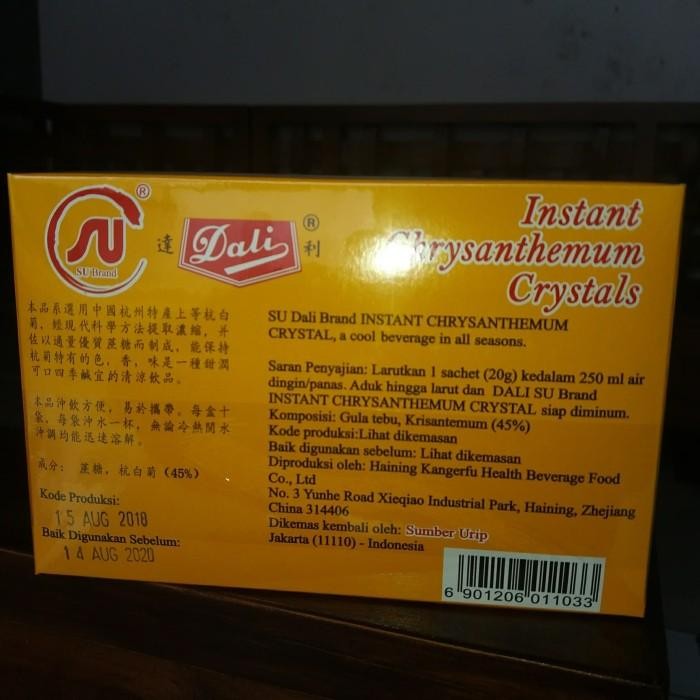 SU
®
SU Brand
達
Dali
®
利
Instant
Chrysanthemum
Crystals
本品系選用中國杭州特產上等杭白
菊，經現代科學方法提取濃縮，并
佐以適量優質蔗糖而制成，能保持
杭菊特有的色，香，味是一種甜潤
可口四季鹹宜的清涼飲品。
本品沖飲方便，易於攜帶。每盒十
袋，每袋沖水一杯，無論冷熱開水
沖調均能迅速溶解。
成分： 蔗糖，杭白菊（45%）
Kode Produksi:
15 AUG 2018
Baik Digunakan Sebelum:
14 AUG 2020
SU Dali Brand INSTANT CHRYSANTHEMUM
CRYSTAL, a cool beverage in all seasons.
Saran Penyajian: Larutkan 1 sachet (20g) kedalam 250 ml air
dingin/panas. Aduk hingga larut dan DALI SU Brand
INSTANT CHRYSANTHEMUM CRYSTAL siap diminum.
Komposisi: Gula tebu, Krisantemum (45%)
Kode produksi:Lihat dikemasan
Baik digunakan sebelum: Lihat dikemasan
Diproduksi oleh: Haining Kangerfu Health Beverage Food
Co., Ltd
No. 3 Yunhe Road Xieqiao Industrial Park, Haining, Zhejiang
China 314406
Dikemas kembali oleh: Sumber Urip
Jakarta (11110) - Indonesia
6 901206 011033